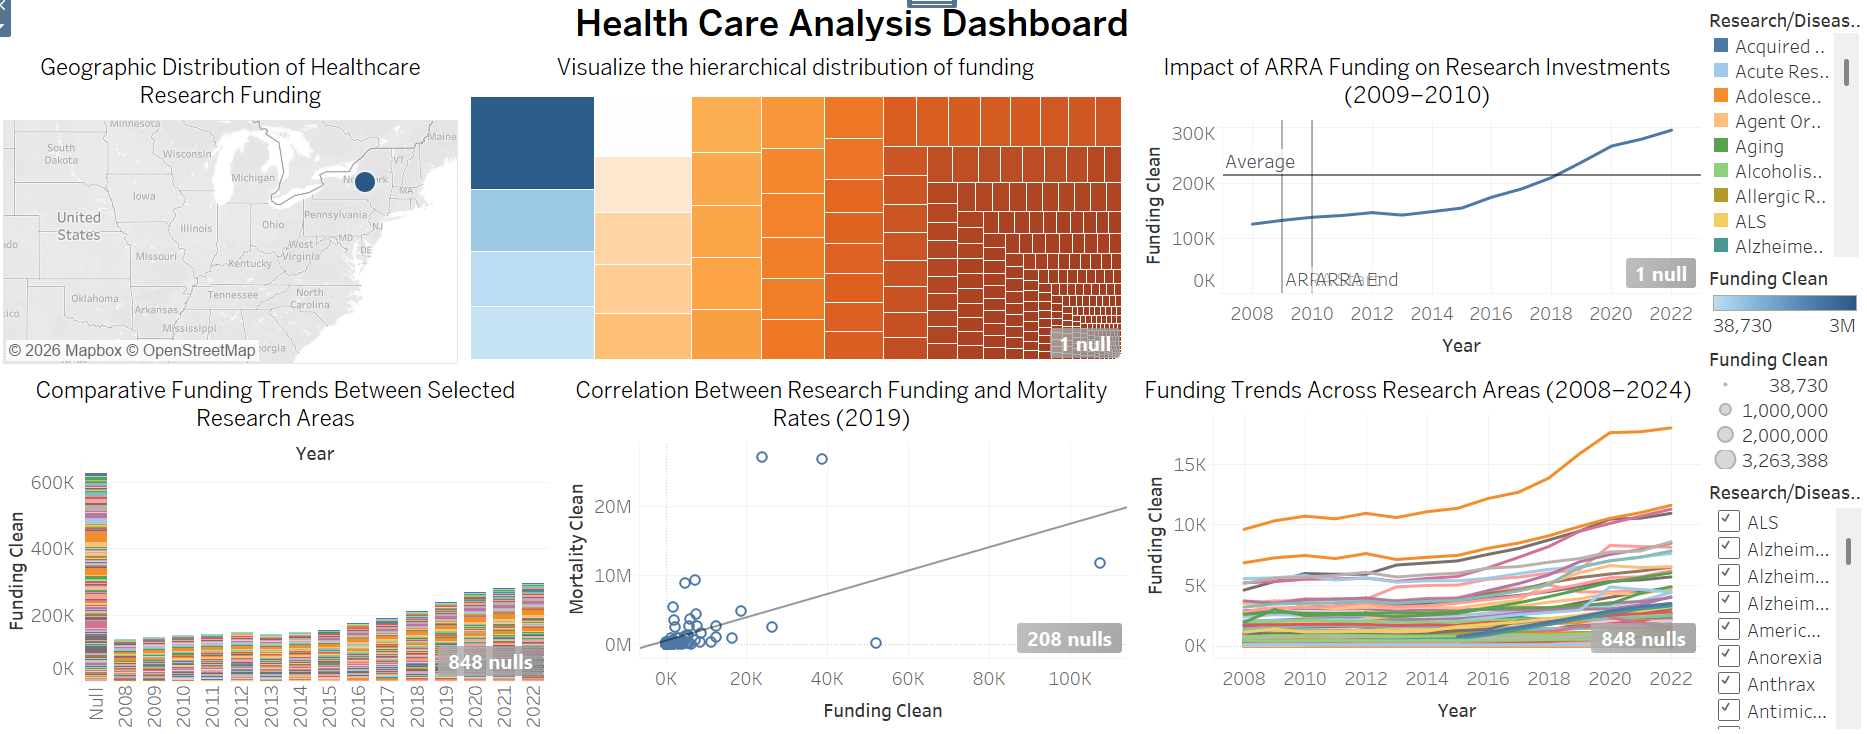 Health Care Analysis Dashboard
Geographic Distribution of Healthcare
Research Funding
Minnesota
South
Dakota
Wisconsin
Michigan
Maine
VT
MA
Iowa
United
States
Illinois
Ohio
Pennsylvania
NJ
MD
DE
West
Virginia
Missouri
Kentucky
Oklahoma
Tennessee
North
Carolina
Arkansas
Mississippi
© 2026 Mapbox © OpenStreetMap
Visualize the hierarchical distribution of funding
1 null
Impact of ARRA Funding on Research Investments
(2009–2010)
Funding Clean
300K
Average
200K
100K
0K
ARRA End
1 null
2008 2010 2012 2014 2016 2018 2020 2022
Year
Comparative Funding Trends Between Selected
Research Areas
Year
Funding Clean
600K
400K
200K
0K
848 nulls
Null 2008 2009 2010 2011 2012 2013 2014 2015 2016 2017 2018 2019 2020 2021 2022
Correlation Between Research Funding and Mortality
Rates (2019)
Mortality Clean
20M
10M
0M
208 nulls
0K 20K 40K 60K 80K 100K
Funding Clean
Funding Trends Across Research Areas (2008–2024)
Funding Clean
15K
10K
5K
0K
848 nulls
2008 2010 2012 2014 2016 2018 2020 2022
Year
Research/Diseas..
Acquired ..
Acute Res..
Adolesce..
Agent Or..
Aging
Alcoholis..
Allergic R..
ALS
Alzheime..
Funding Clean
38,730 3M
Funding Clean
38,730
1,000,000
2,000,000
3,263,388
Research/Diseas..
ALS
Alzheim...
Alzheim...
Alzheim...
Americ...
Anorexia
Anthrax
Antimic...